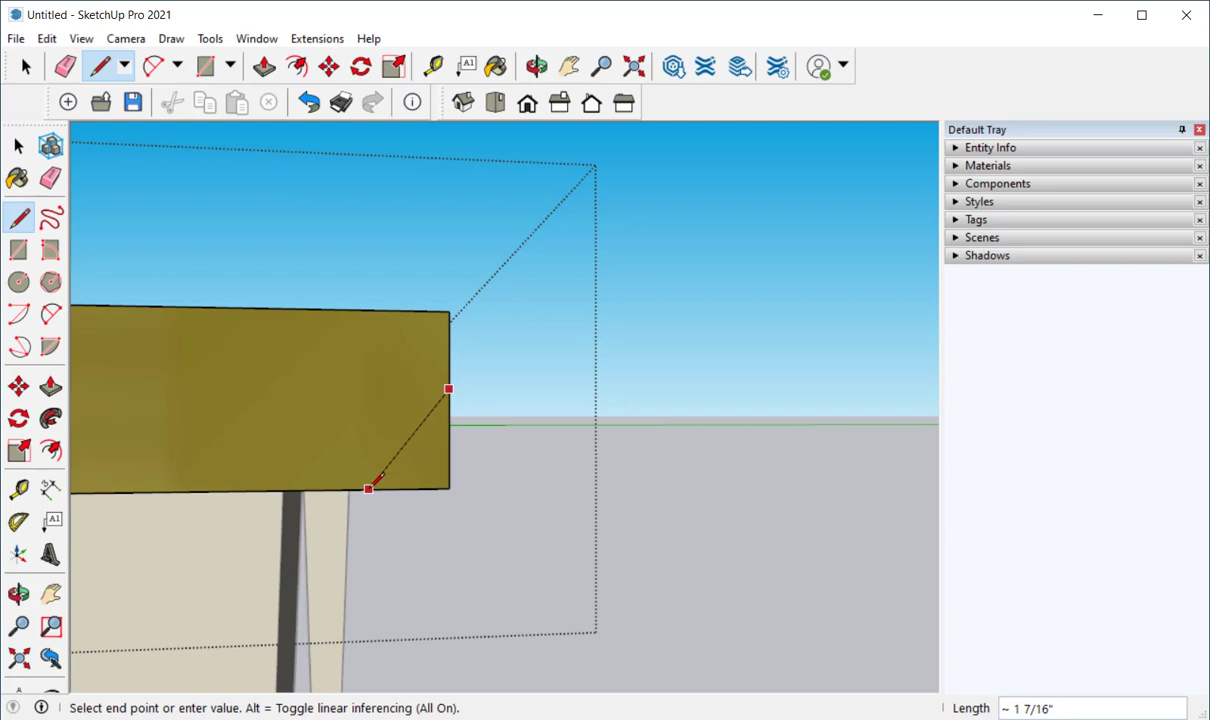 Untitled - SketchUp Pro 2021
File Edit View Camera Draw Tools Window Extensions Help
A1
Default Tray
Entity Info
Materials
Components
Styles
Tags
Scenes
Shadows
A1
Select end point or enter value. Alt = Toggle linear inferencing (All On).
Length ~ 1 7/16"